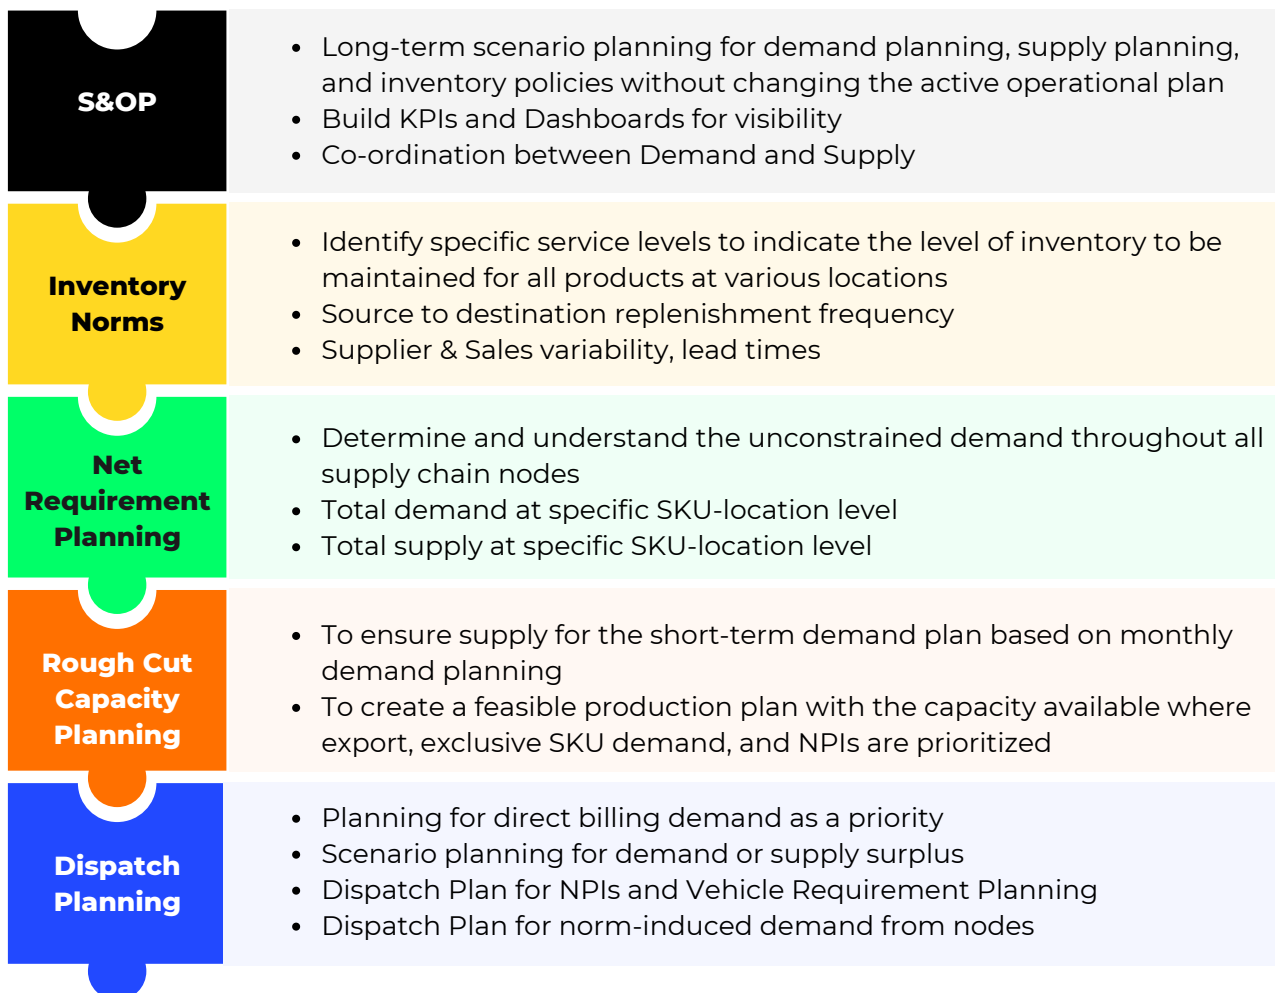 S&OP
• Long-term scenario planning for demand planning, supply planning,
and inventory policies without changing the active operational plan
• Build KPIs and Dashboards for visibility
• Co-ordination between Demand and Supply
Inventory
Norms
• Identify specific service levels to indicate the level of inventory to be
maintained for all products at various locations
• Source to destination replenishment frequency
• Supplier & Sales variability, lead times
Net
Requirement
Planning
• Determine and understand the unconstrained demand throughout all
supply chain nodes
• Total demand at specific SKU-location level
• Total supply at specific SKU-location level
Rough Cut
Capacity
Planning
• To ensure supply for the short-term demand plan based on monthly
demand planning
• To create a feasible production plan with the capacity available where
export, exclusive SKU demand, and NPIs are prioritized
Dispatch
Planning
• Planning for direct billing demand as a priority
• Scenario planning for demand or supply surplus
• Dispatch Plan for NPIs and Vehicle Requirement Planning
• Dispatch Plan for norm-induced demand from nodes